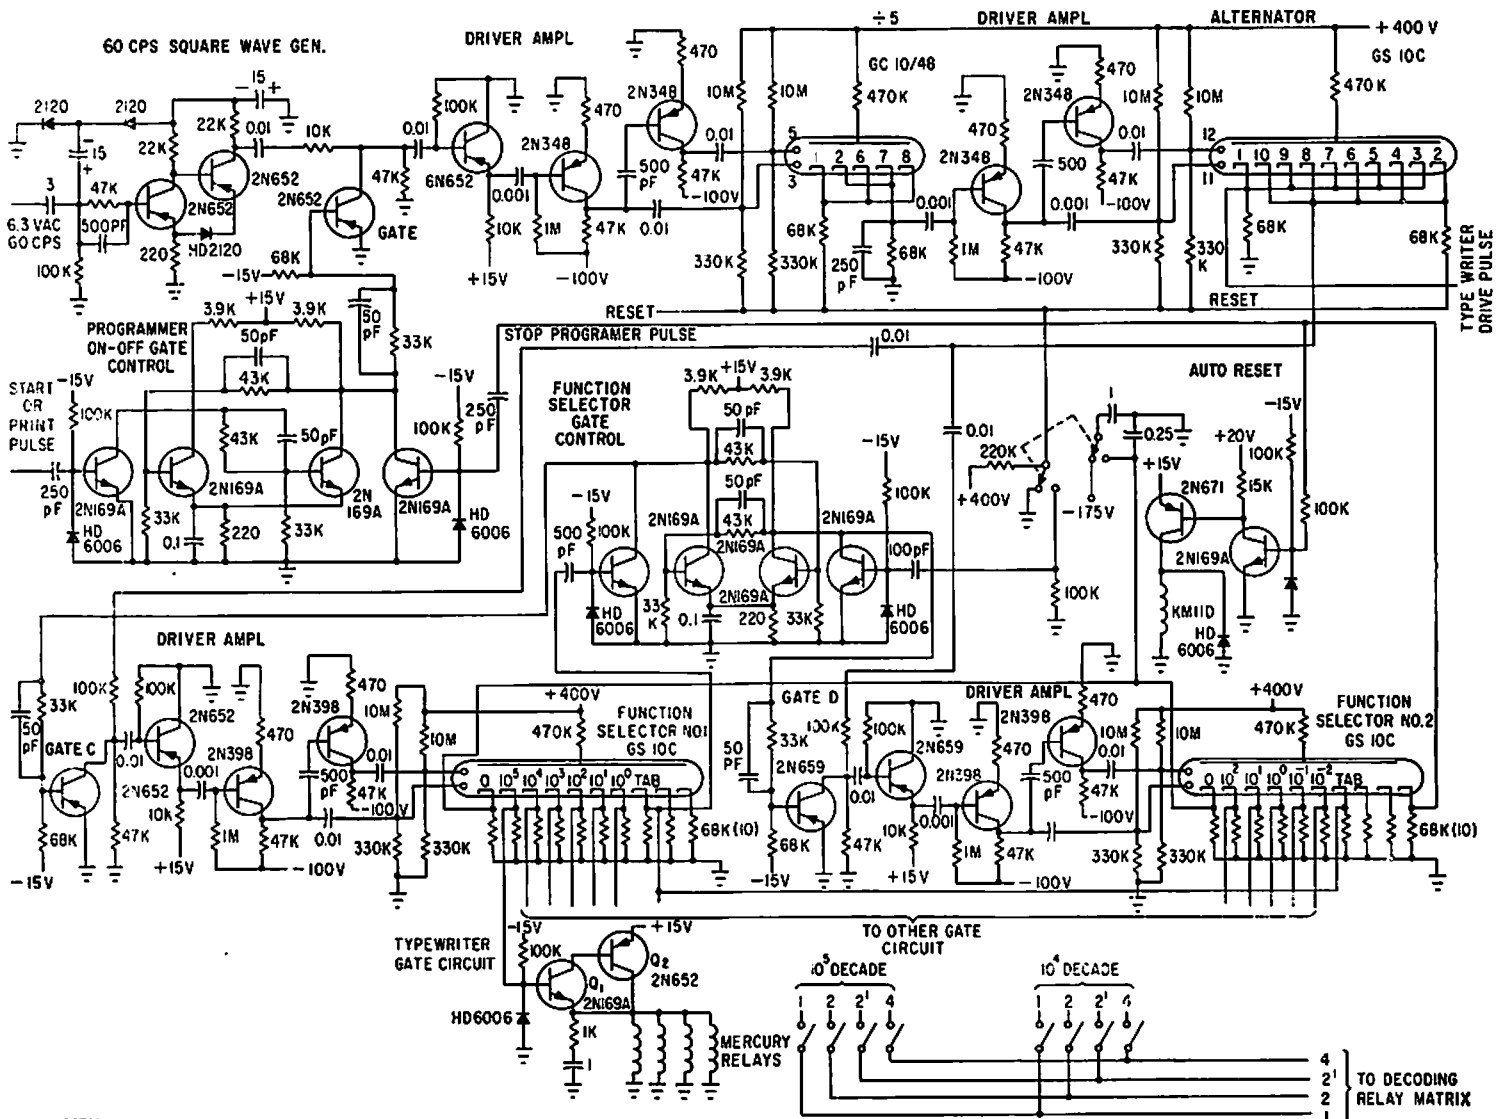 60 CPS SQUARE WAVE GEN.
DRIVER AMPL
÷ 5
DRIVER AMPL
ALTERNATOR
+ 400 V
GS 10C
GC 10/48
2120
2120
15
+
22K
22K
0.01
10K
0.01
100K
470
2N348
2N348
470
10M
10M
470K
0.01
5
3
1 2 6 7 8
470
2N348
2N348
470
10M
10M
470K
0.01
12
11
1 10 9 8 7 6 5 4 3 2
15
+
3
47K
500PF
6.3 VAC
GO CPS
100K
220
2N652
2N652
HD2120
2N652
GATE
47K
6N652
0.001
10K
1M
+15V
500
pF
47K
-100V
47K
0.01
-100V
330K
330K
68K
250
pF
68K
0.001
1M
47K
-100V
500
0.001
47K
-100V
330K
330
K
68K
68K
TYPE WRITER
DRIVE PULSE
-15V
68K
RESET
RESET
PROGRAMMER
ON-OFF GATE
CONTROL
3.9K
+15V
3.9K
50pF
43K
50
pF
33K
STOP PROGRAMER PULSE
0.01
START
OR
PRINT
PULSE
-15V
100K
250
pF
2N169A
HD
6006
33K
2N169A
0.1
220
43K
50pF
33K
2N
169A
2N169A
-15V
100K
250
pF
HD
6006
FUNCTION
SELECTOR
GATE
CONTROL
3.9K
+15V
3.9K
50pF
43K
50pF
43K
-15V
100K
500
pF
-15V
100K
HD
6006
2N169A
2N169A
2N169A
2N169A
33
K
0.1
220
33K
HD
6006
100pF
0.01
220K
+400V
-175V
100K
1
0.25
AUTO RESET
-15V
+20V
100K
+15V
2N671
15K
100K
2N169A
KM11D
HD
6006
DRIVER AMPL
33K
50
pF
GATE C
68K
-15V
100K
47K
0.01
100K
2N652
2N652
10K
+15V
0.001
2N398
1M
470
47K
-100V
2N398
470
500
pF
0.01
0.01
47K
-100V
10M
10M
330K
330K
+400V
470K
FUNCTION
SELECTOR NO.1
GS 10C
0 10⁵ 10⁴ 10³ 10² 10¹ 10⁰ TAB
68K (10)
GATE D
50
PF
33K
2N659
68K
-15V
100K
47K
0.01
100K
2N659
10K
+15V
0.001
2N398
1M
470
47K
-100V
DRIVER AMPL
2N398
470
500
pF
0.01
47K
-100V
10M
10M
330K
330K
+400V
470K
FUNCTION
SELECTOR NO.2
GS 10C
0 10² 10¹ 10⁰ 10⁻¹ 10⁻² TAB
68K (10)
TO OTHER GATE
CIRCUIT
TYPEWRITER
GATE CIRCUIT
-15V
100K
+15V
Q2
2N652
Q1
2N169A
HD6006
1K
1
MERCURY
RELAYS
10⁵ DECADE
1 2 2¹ 4
10⁴ DECADE
1 2 2¹ 4
4
2¹
2
1
TO DECODING
RELAY MATRIX